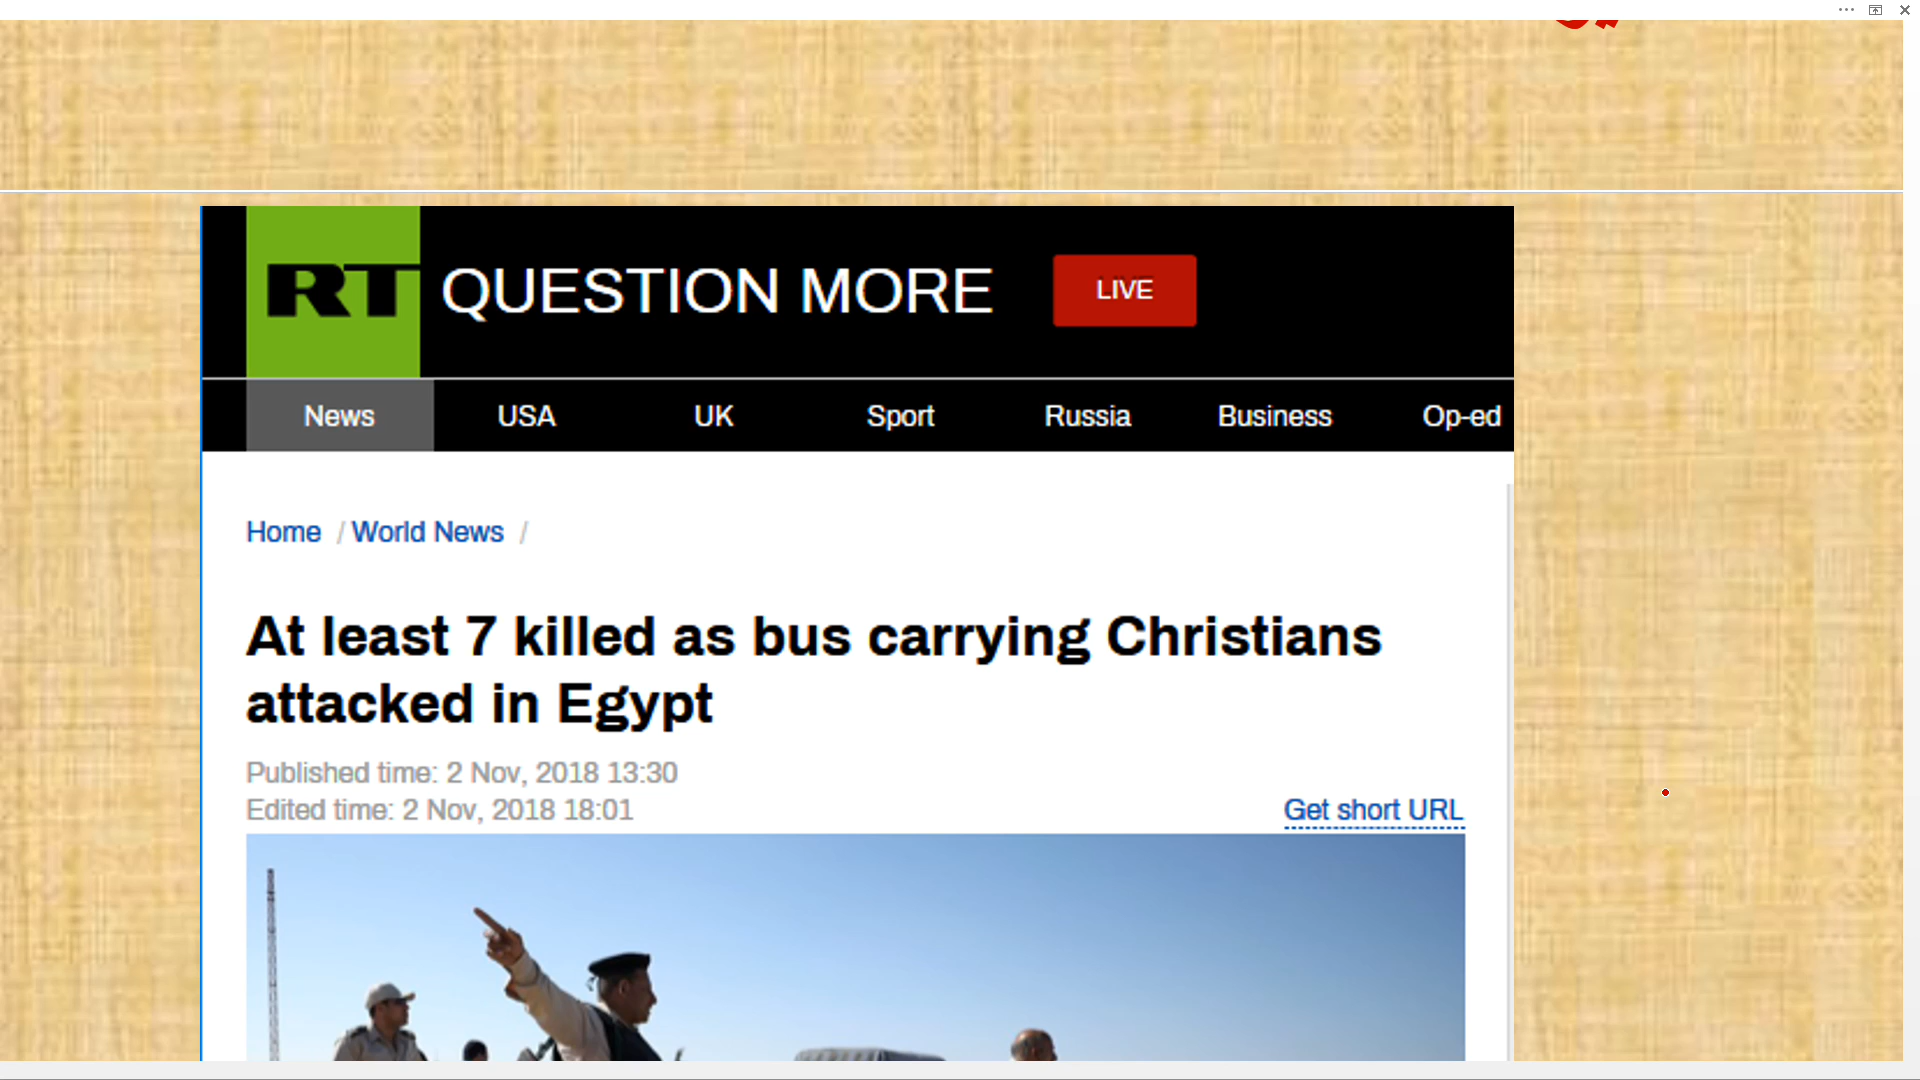 RT QUESTION MORE LIVE
News USA UK Sport Russia Business Op-ed
Home / World News /
At least 7 killed as bus carrying Christians
attacked in Egypt
Published time: 2 Nov, 2018 13:30
Edited time: 2 Nov, 2018 18:01
Get short URL